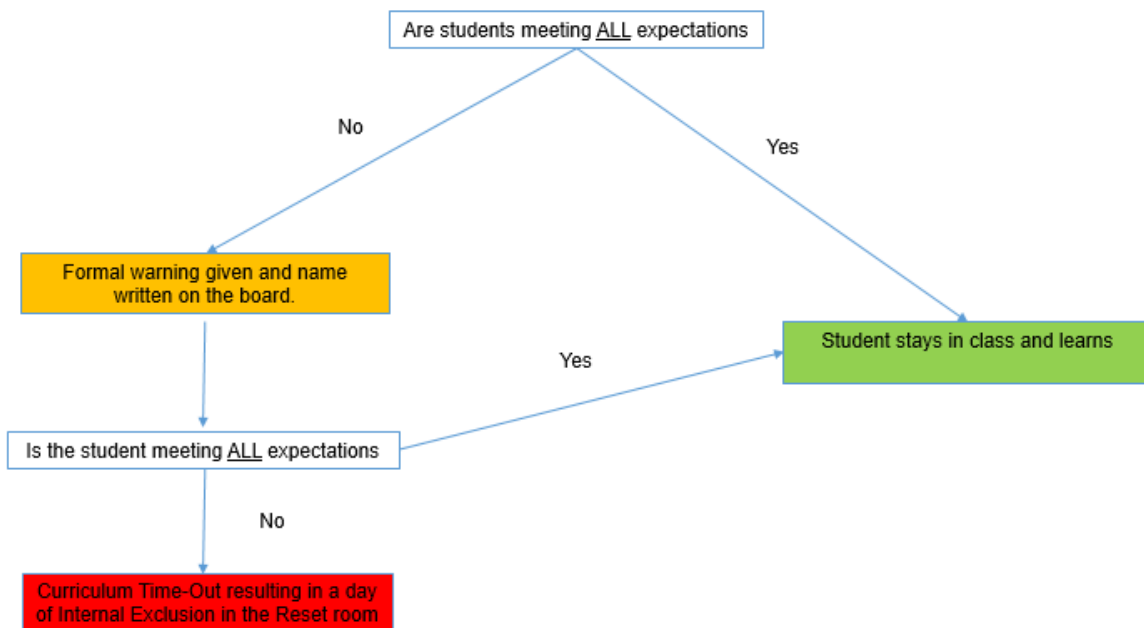 Are students meeting ALL expectations
No
Yes
Formal warning given and name
written on the board.
Student stays in class and learns
Yes
Is the student meeting ALL expectations
No
Curriculum Time-Out resulting in a day
of Internal Exclusion in the Reset room